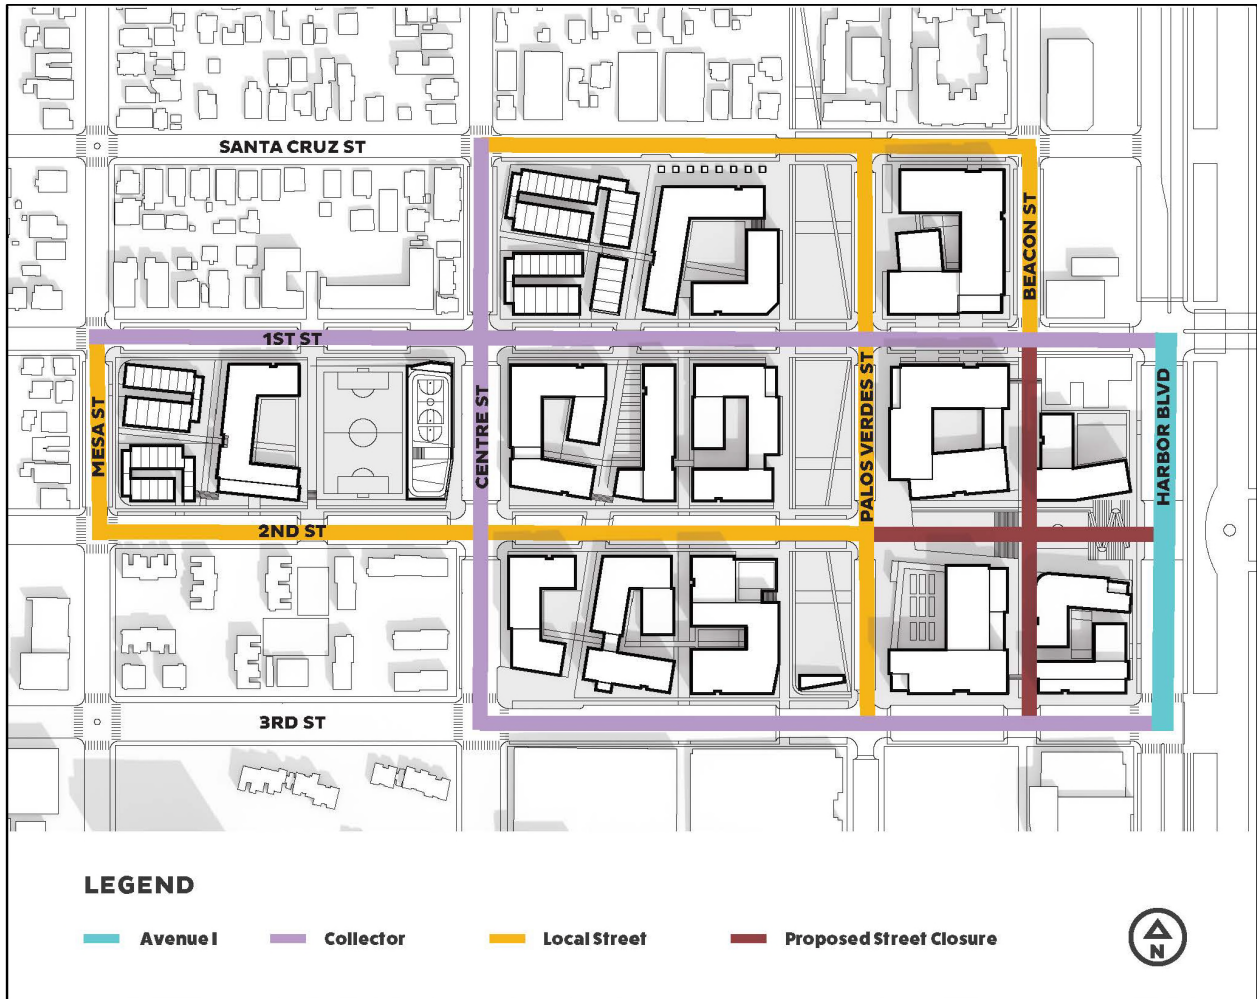 SANTA CRUZ ST
BEACON ST
1ST ST
MESA ST
CENTRE ST
PALOS VERDES ST
HARBOR BLVD
2ND ST
3RD ST
LEGEND
Avenue I
Collector
Local Street
Proposed Street Closure
N